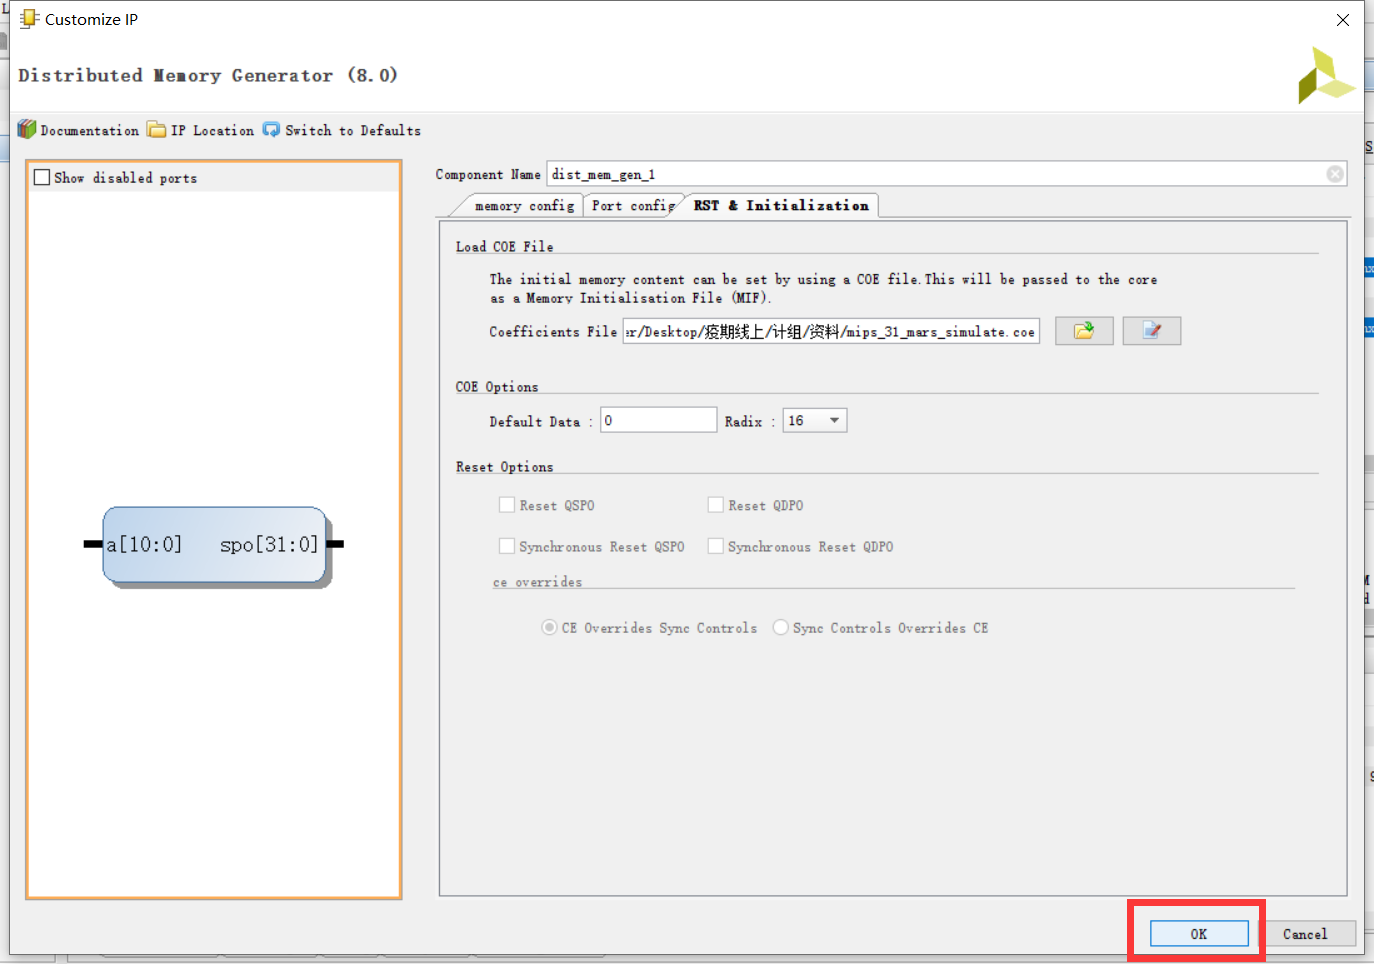 Customize IP
Distributed Memory Generator (8.0)
Documentation IP Location Switch to Defaults
Show disabled ports
a[10:0] spo[31:0]
Component Name dist_mem_gen_1
memory config Port config RST & Initialization
Load COE File
The initial memory content can be set by using a COE file.This will be passed to the core
as a Memory Initialisation File (MIF).
Coefficients File er/Desktop/疫期线上/计组/资料/mips_31_mars_simulate.coe
COE Options
Default Data : 0 Radix : 16
Reset Options
Reset QSPO Reset QDPO
Synchronous Reset QSPO Synchronous Reset QDPO
ce overrides
CE Overrides Sync Controls Sync Controls Overrides CE
OK Cancel